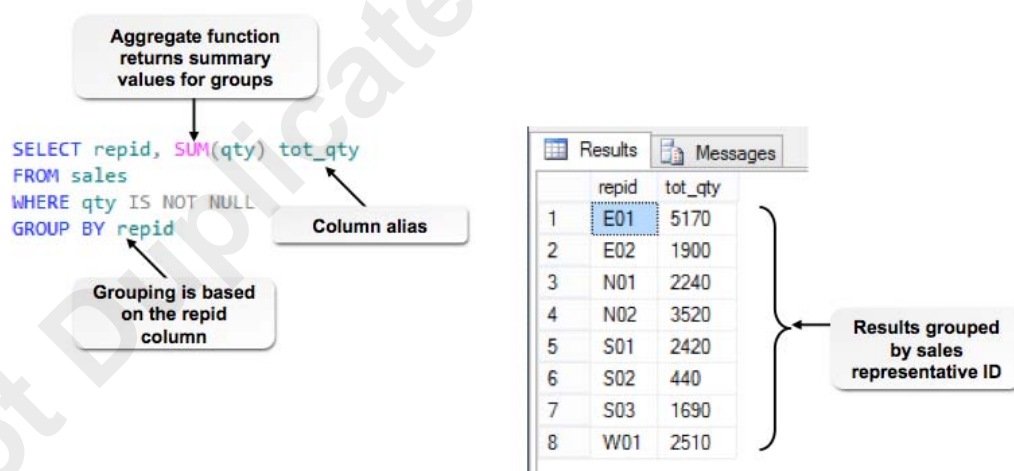 Aggregate function
returns summary
values for groups
SELECT repid, SUM(qty) tot_qty
FROM sales
WHERE qty IS NOT NULL
GROUP BY repid
Column alias
Grouping is based
on the repid
column
Results Messages
repid tot_qty
1 E01 5170
2 E02 1900
3 N01 2240
4 N02 3520
5 S01 2420
6 S02 440
7 S03 1690
8 W01 2510
Results grouped
by sales
representative ID
ot Duplicate